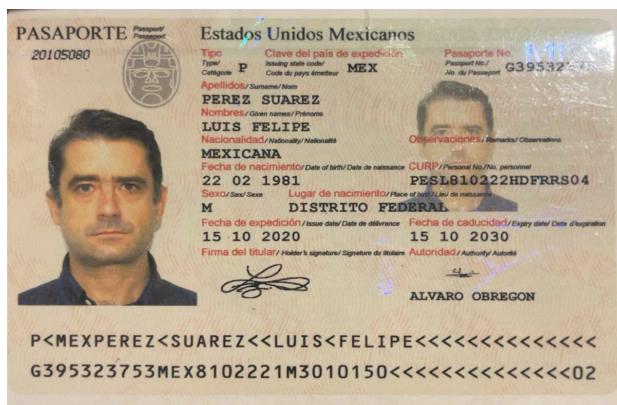 PASAPORTE Passport/ Passeport
Estados Unidos Mexicanos
20105080
Tipo Clave del país de expedición Pasaporte No.
Type/ Issuing state code/ Passport No./
Catégorie P Code du pays émetteur MEX No. du Passeport
Apellidos/Surname/Nom
PEREZ SUAREZ
Nombres/Given names/Prénoms
LUIS FELIPE
Nacionalidad/Nationality/Nationalité Observaciones/Remarks/Observations
MEXICANA
Fecha de nacimiento/Date of birth/Date de naissance CURP/Personal No./No. personnel
22 02 1981 PESL810222HDFRRS04
Sexo/Sex/Sexe Lugar de nacimiento/Place of birth/Lieu de naissance
M DISTRITO FEDERAL
Fecha de expedición/Issue date/Date de délivrance Fecha de caducidad/Expiry date/Date d'expiration
15 10 2020 15 10 2030
Firma del titular/Holder's signature/Signature du titulaire Autoridad/Authority/Autorité
ALVARO OBREGON
P<MEXPEREZ<SUAREZ<<LUIS<FELIPE<<<<<<<<<<<<<<
G395323753MEX8102221M3010150<<<<<<<<<<<<<<02